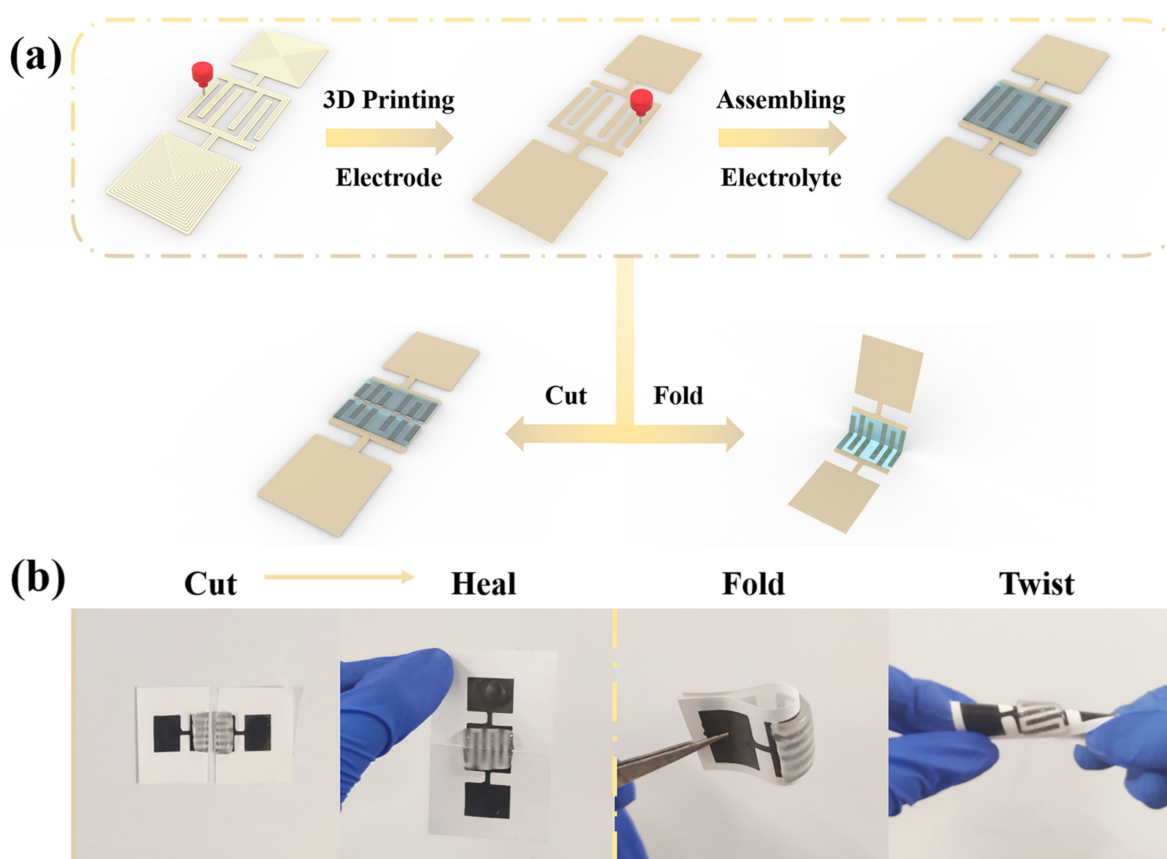 (a)
3D Printing
Electrode
Assembling
Electrolyte
Cut
Fold
(b)
Cut
Heal
Fold
Twist